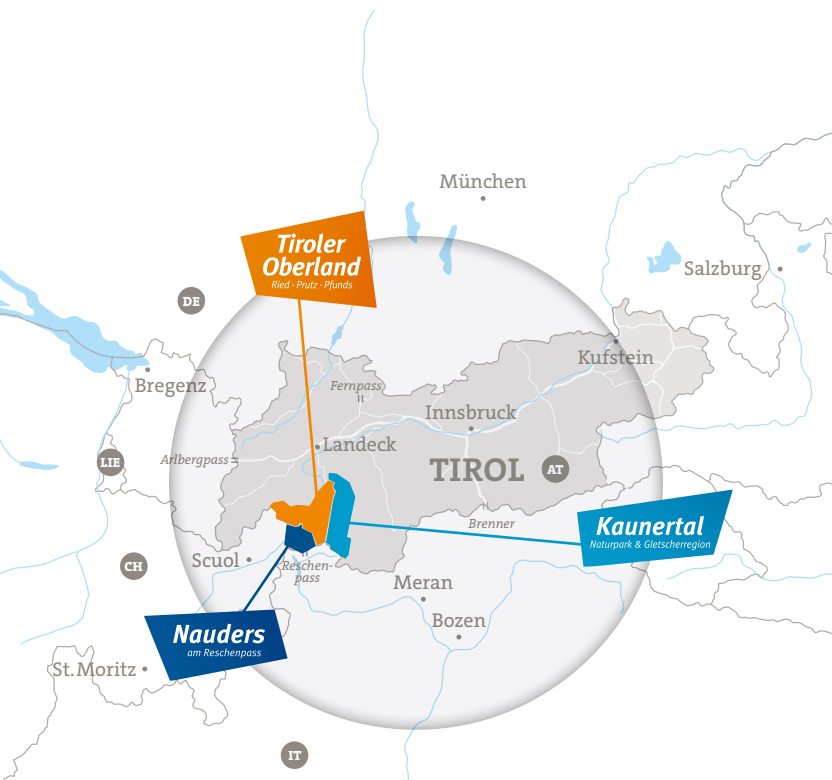 München
Tiroler
Oberland
Ried · Prutz · Pfunds
Salzburg
DE
Kufstein
Bregenz
Fernpass
Innsbruck
Landeck
LIE
Arlbergpass
TIROL
AT
Brenner
Kaunertal
Naturpark & Gletscherregion
Scuol
Reschen-
pass
CH
Meran
Bozen
Nauders
am Reschenpass
St. Moritz
IT